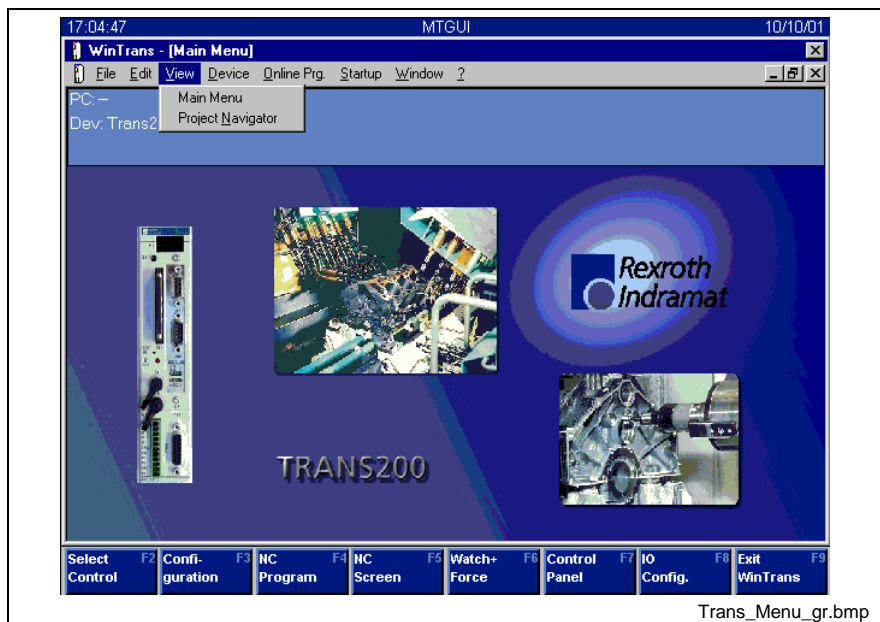 17:04:47 MTGUI 10/10/01
WinTrans - [Main Menu]
File Edit View Device Online Prg. Startup Window ?
PC: –
Main Menu
Dev: Trans2
Project Navigator
Rexroth
Indramat
TRANS200
Select F2 Confi- F3 NC F4 NC F5 Watch+ F6 Control F7 IO F8 Exit F9
Control guration Program Screen Force Panel Config. WinTrans
Trans_Menu_gr.bmp